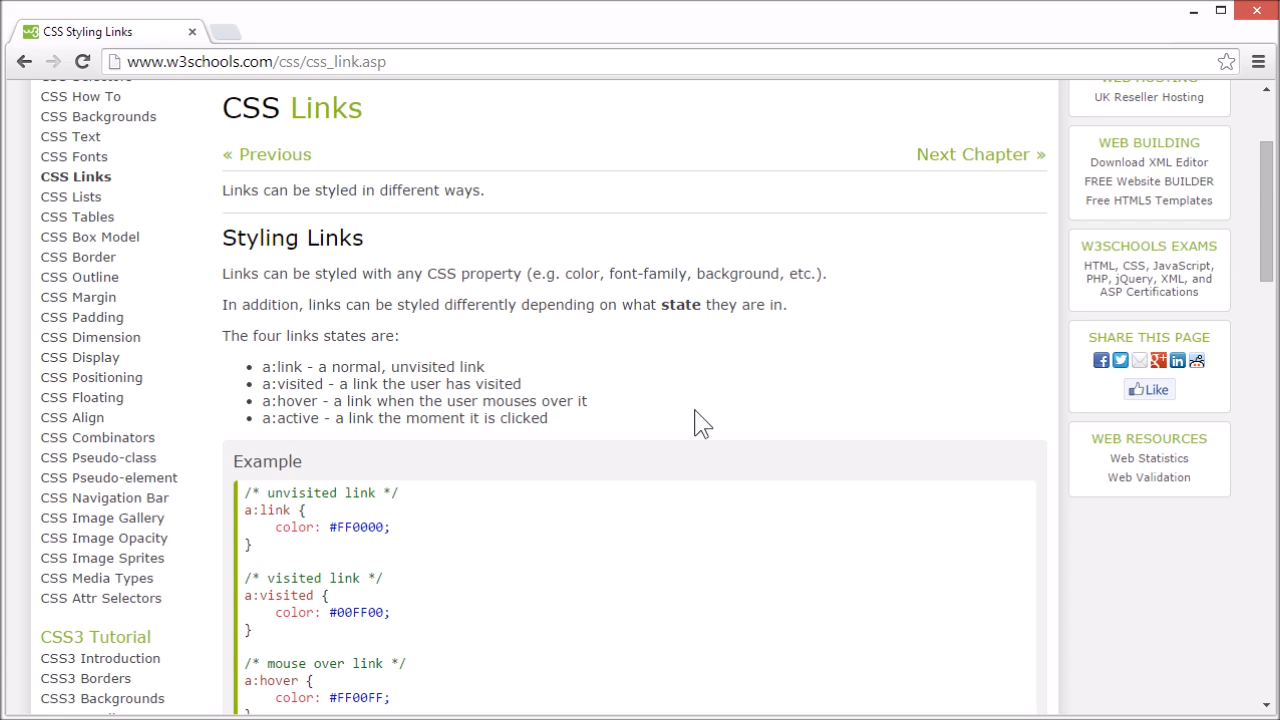 CSS Styling Links
www.w3schools.com/css/css_link.asp
CSS How To
CSS Backgrounds
CSS Text
CSS Fonts
CSS Links
CSS Lists
CSS Tables
CSS Box Model
CSS Border
CSS Outline
CSS Margin
CSS Padding
CSS Dimension
CSS Display
CSS Positioning
CSS Floating
CSS Align
CSS Combinators
CSS Pseudo-class
CSS Pseudo-element
CSS Navigation Bar
CSS Image Gallery
CSS Image Opacity
CSS Image Sprites
CSS Media Types
CSS Attr Selectors
CSS3 Tutorial
CSS3 Introduction
CSS3 Borders
CSS3 Backgrounds
CSS Links
« Previous
Next Chapter »
Links can be styled in different ways.
Styling Links
Links can be styled with any CSS property (e.g. color, font-family, background, etc.).
In addition, links can be styled differently depending on what state they are in.
The four links states are:
• a:link - a normal, unvisited link
• a:visited - a link the user has visited
• a:hover - a link when the user mouses over it
• a:active - a link the moment it is clicked
Example
/* unvisited link */
a:link {
color: #FF0000;
}
/* visited link */
a:visited {
color: #00FF00;
}
/* mouse over link */
a:hover {
color: #FF00FF;
WEB HOSTING
UK Reseller Hosting
WEB BUILDING
Download XML Editor
FREE Website BUILDER
Free HTML5 Templates
W3SCHOOLS EXAMS
HTML, CSS, JavaScript,
PHP, jQuery, XML, and
ASP Certifications
SHARE THIS PAGE
Like
WEB RESOURCES
Web Statistics
Web Validation